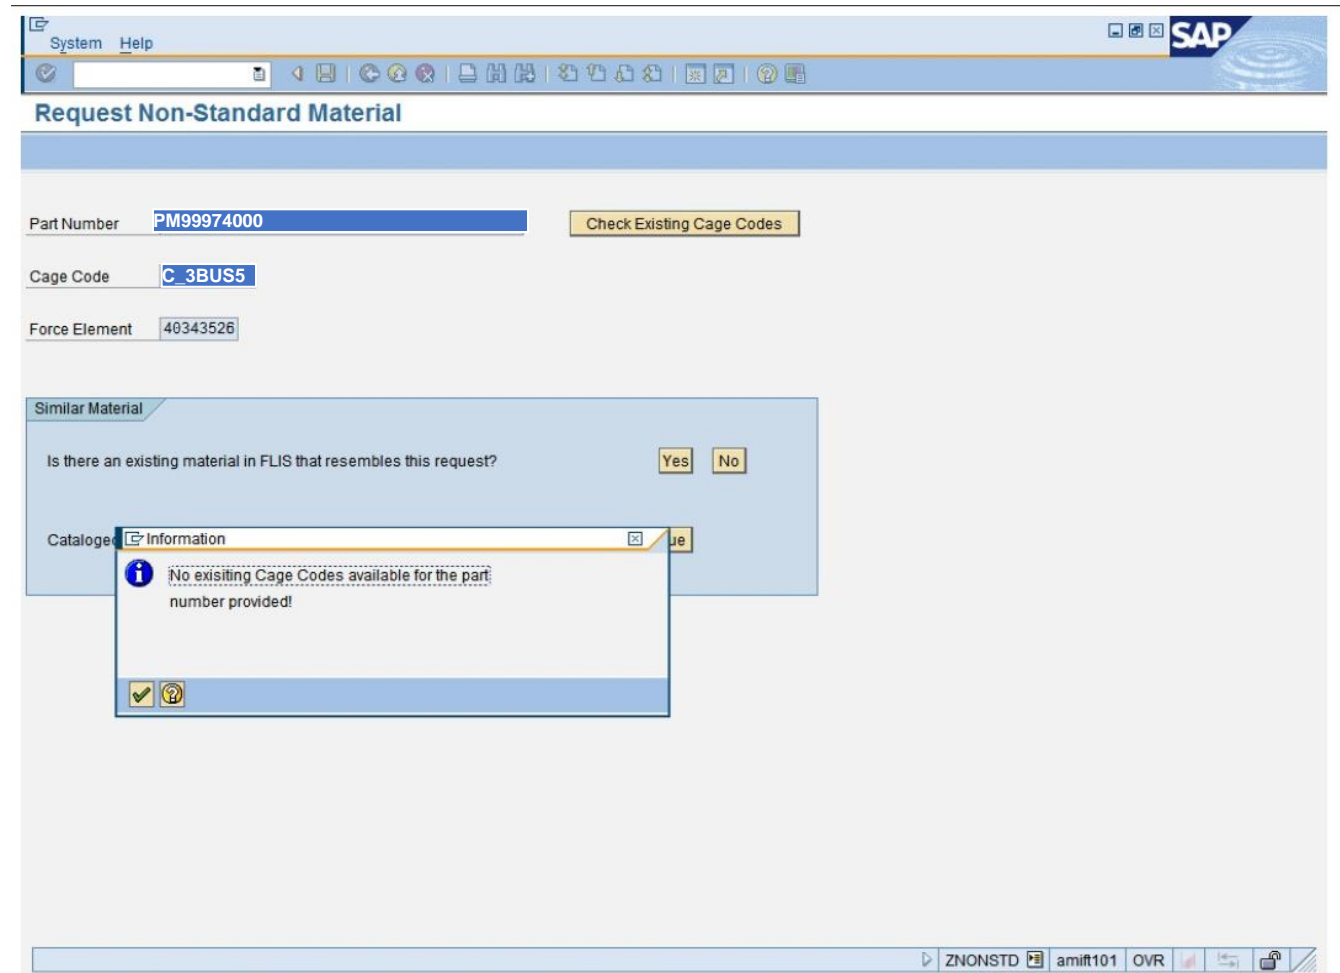 System Help
SAP
Request Non-Standard Material
Part Number PM99974000 Check Existing Cage Codes
Cage Code C_3BUS5
Force Element 40343526
Similar Material
Is there an existing material in FLIS that resembles this request? Yes No
Cataloge ue
Information
No exisiting Cage Codes available for the part
number provided!
ZNONSTD amift101 OVR